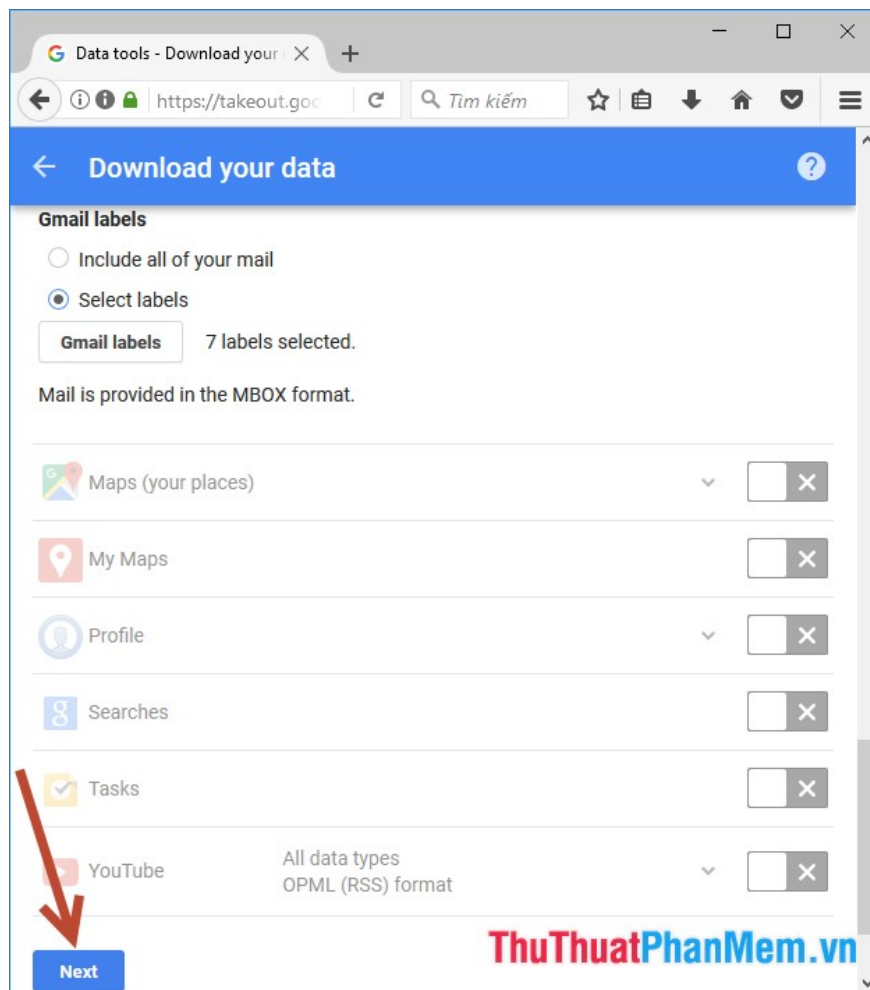 Data tools - Download your
https://takeout.goo
Tìm kiếm
Download your data
Gmail labels
Include all of your mail
Select labels
Gmail labels 7 labels selected.
Mail is provided in the MBOX format.
Maps (your places)
My Maps
Profile
Searches
Tasks
YouTube All data types
OPML (RSS) format
ThuThuatPhanMem.vn
Next